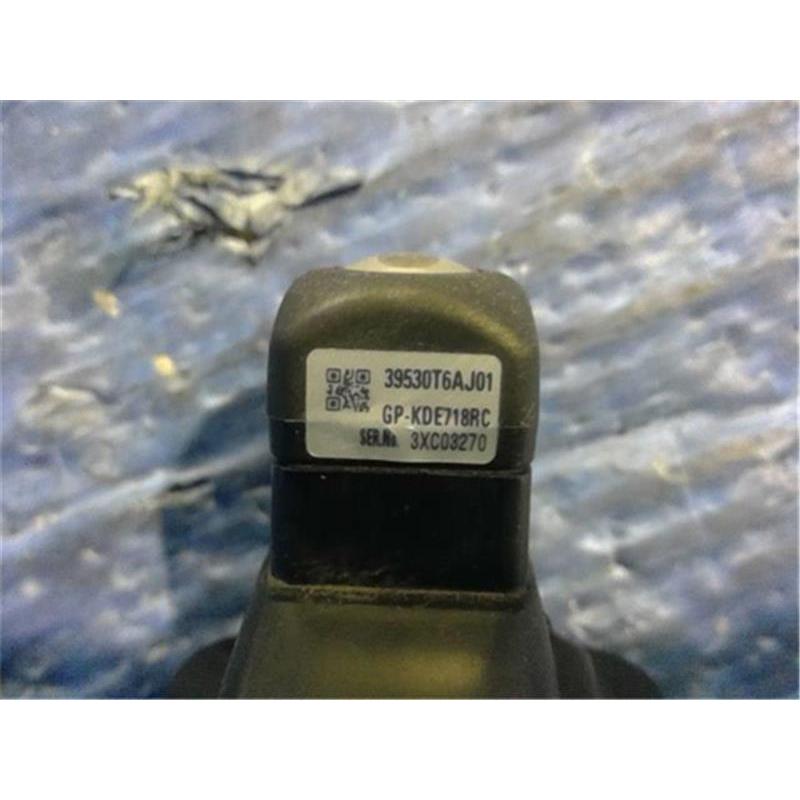 39530T6AJ01
GP-KDE718RC
SER.No. 3XC03270